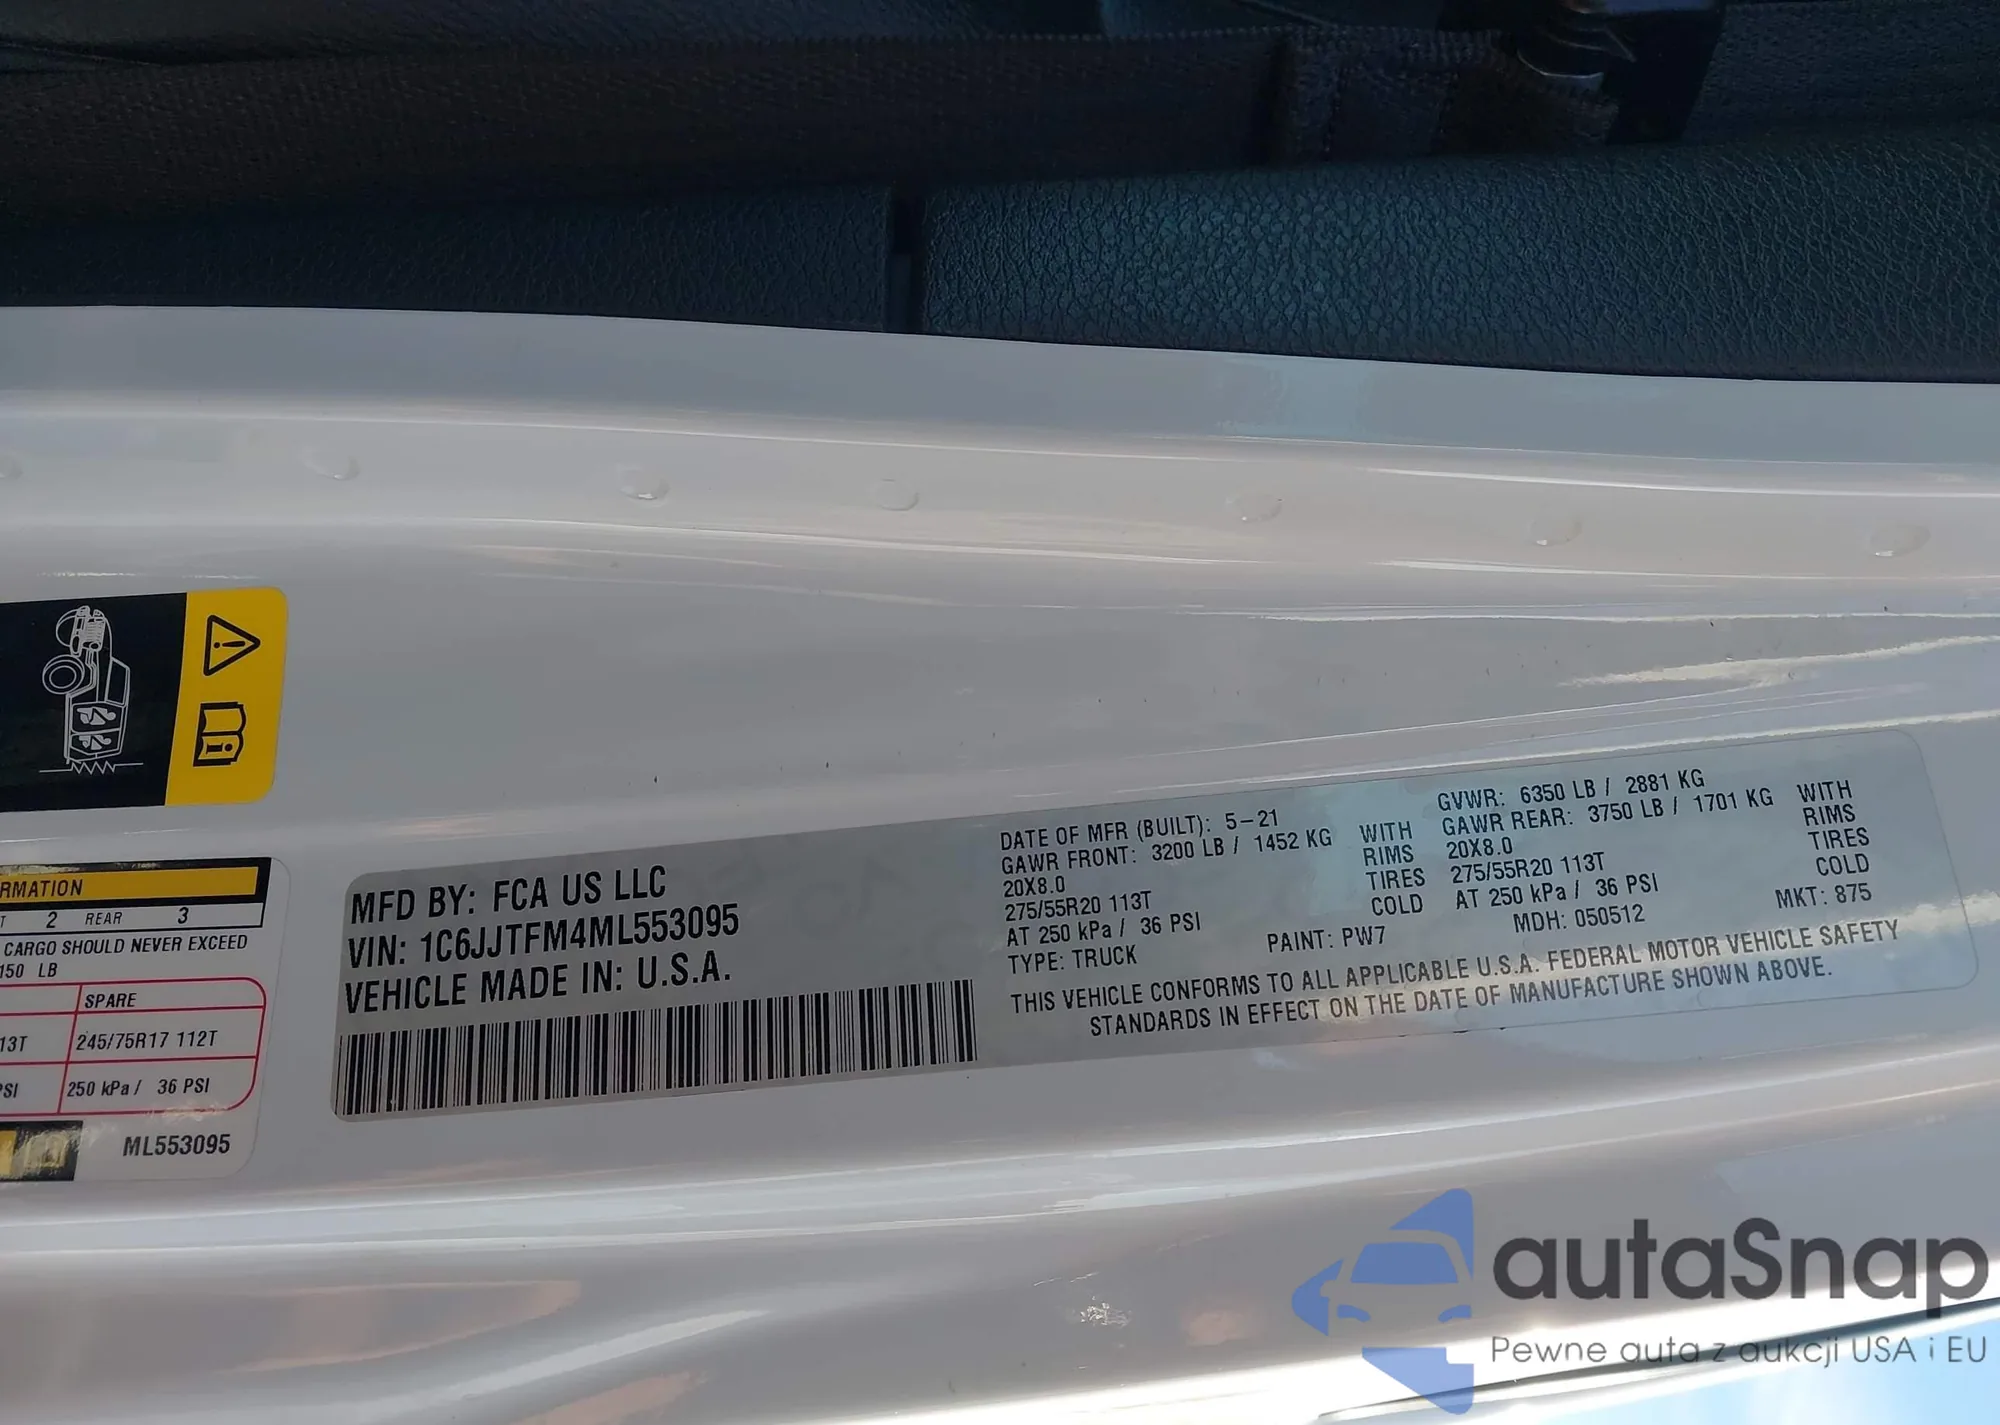 RMATION
2 REAR 3
CARGO SHOULD NEVER EXCEED
LB
SPARE
13T 245/75R17 112T
PSI 250 kPa / 36 PSI
ML553095
MFD BY: FCA US LLC
VIN: 1C6JJTFM4ML553095
VEHICLE MADE IN: U.S.A.
DATE OF MFR (BUILT): 5-21 GVWR: 6350 LB / 2881 KG
GAWR FRONT: 3200 LB / 1452 KG WITH GAWR REAR: 3750 LB / 1701 KG WITH
20X8.0 RIMS 20X8.0 RIMS
275/55R20 113T TIRES 275/55R20 113T TIRES
AT 250 kPa / 36 PSI COLD AT 250 kPa / 36 PSI COLD
TYPE: TRUCK PAINT: PW7 MDH: 050512 MKT: 875
THIS VEHICLE CONFORMS TO ALL APPLICABLE U.S.A. FEDERAL MOTOR VEHICLE SAFETY
STANDARDS IN EFFECT ON THE DATE OF MANUFACTURE SHOWN ABOVE.
autaSnap
Pewne auta z aukcji USA i EU